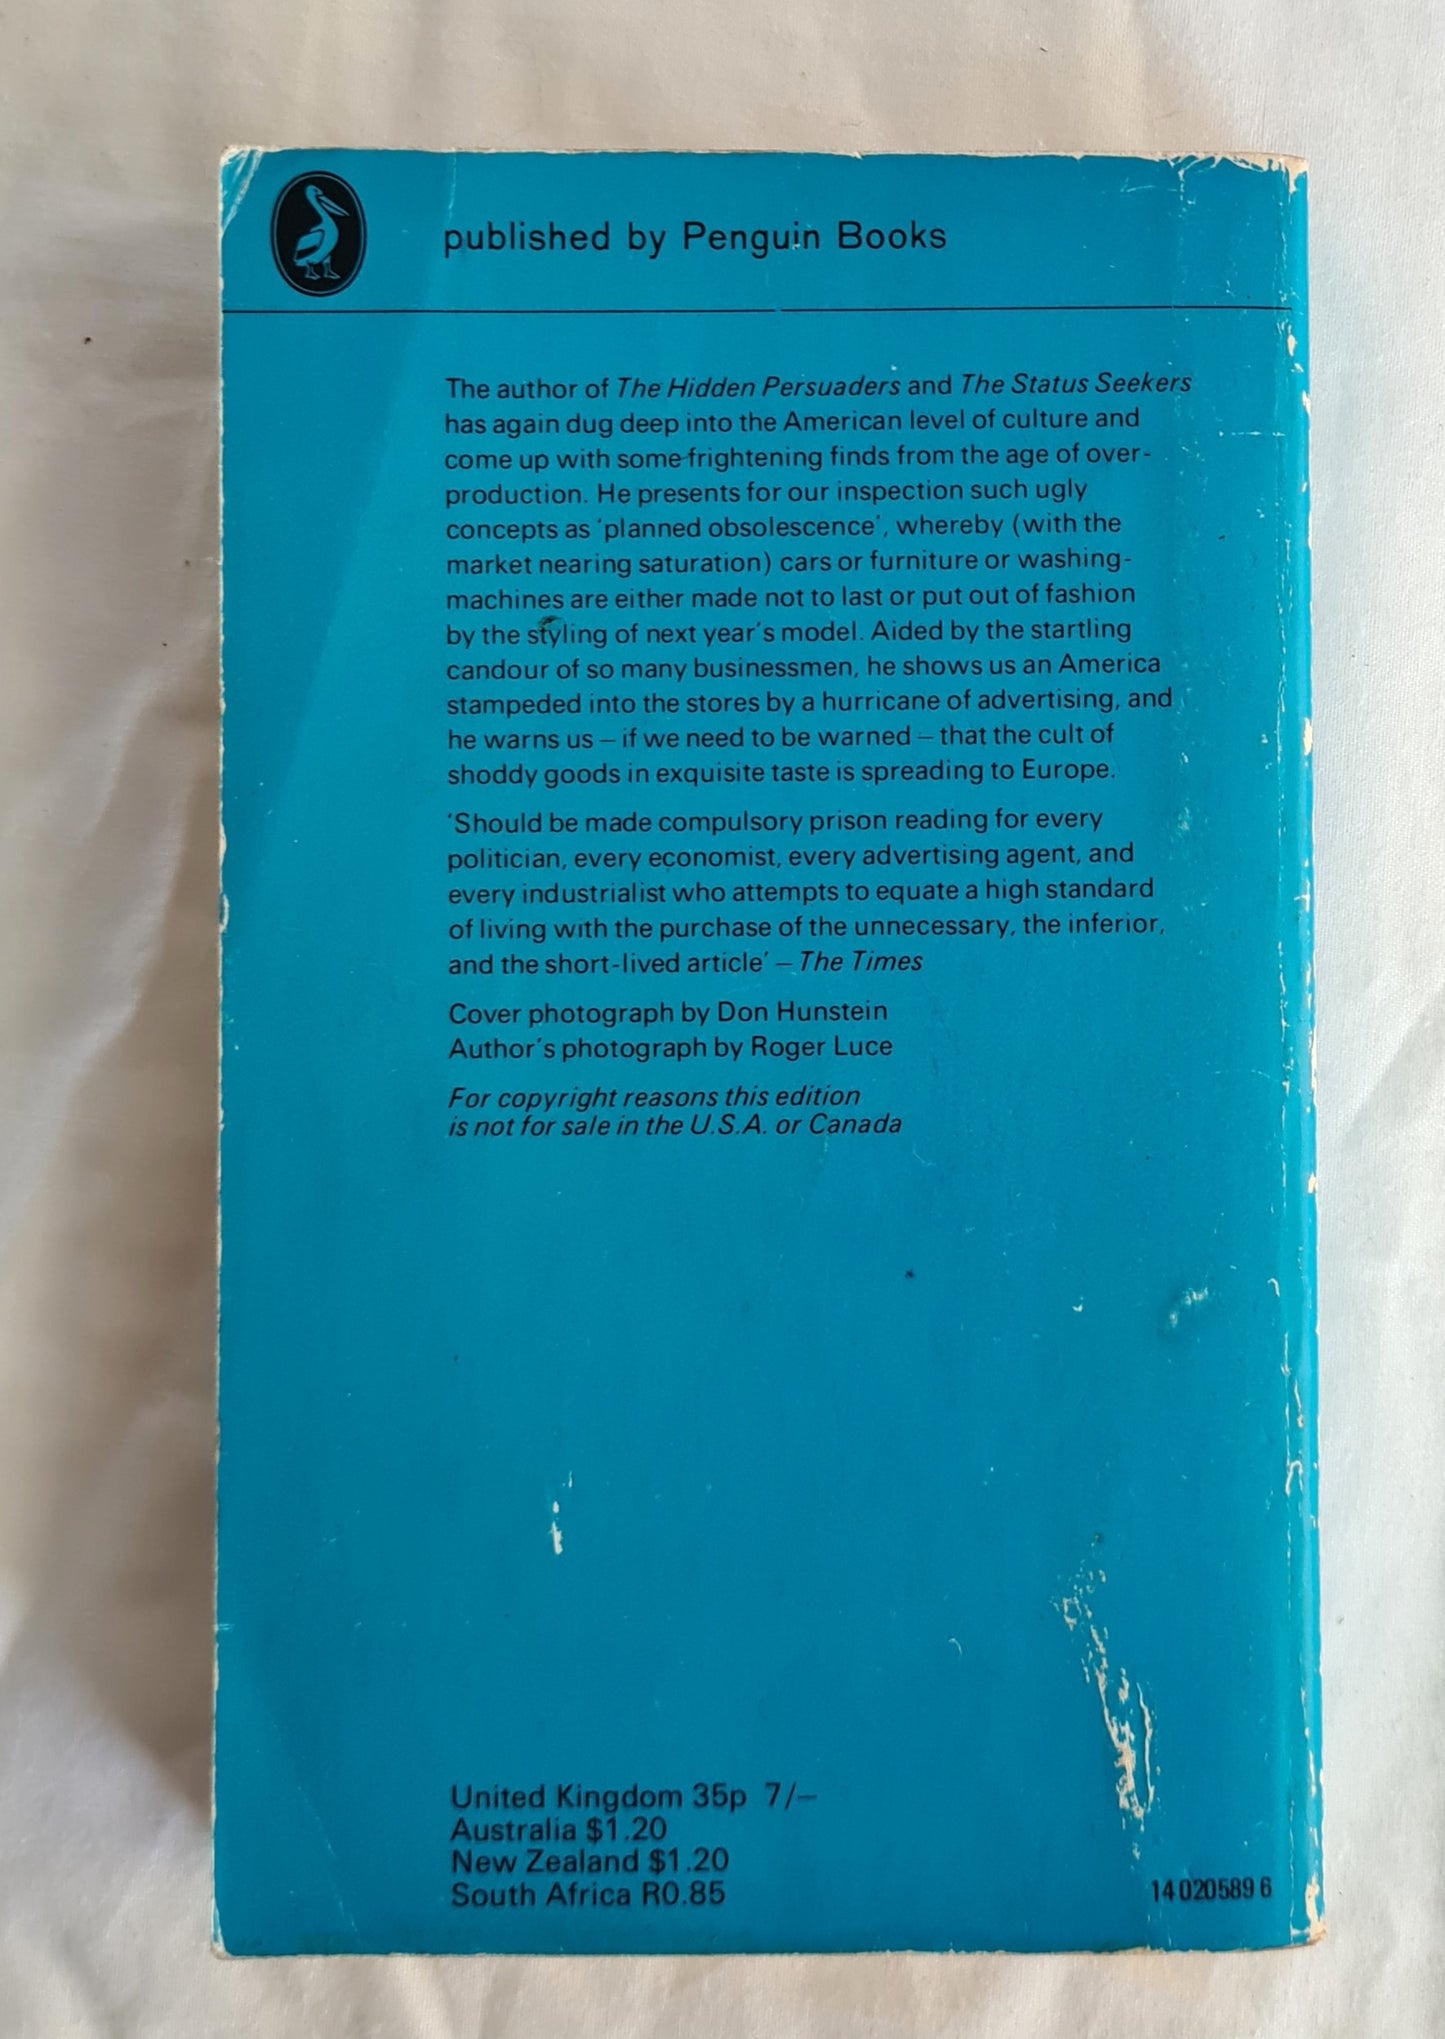 published by Penguin Books
The author of The Hidden Persuaders and The Status Seekers
has again dug deep into the American level of culture and
come up with some frightening finds from the age of over-
production. He presents for our inspection such ugly
concepts as ‘planned obsolescence’, whereby (with the
market nearing saturation) cars or furniture or washing-
machines are either made not to last or put out of fashion
by the styling of next year’s model. Aided by the startling
candour of so many businessmen, he shows us an America
stampeded into the stores by a hurricane of advertising, and
he warns us – if we need to be warned – that the cult of
shoddy goods in exquisite taste is spreading to Europe.
‘Should be made compulsory prison reading for every
politician, every economist, every advertising agent, and
every industrialist who attempts to equate a high standard
of living with the purchase of the unnecessary, the inferior,
and the short-lived article’ – The Times
Cover photograph by Don Hunstein
Author’s photograph by Roger Luce
For copyright reasons this edition
is not for sale in the U.S.A. or Canada
United Kingdom 35p 7/–
Australia $1.20
New Zealand $1.20
South Africa R0.85
14 020589 6